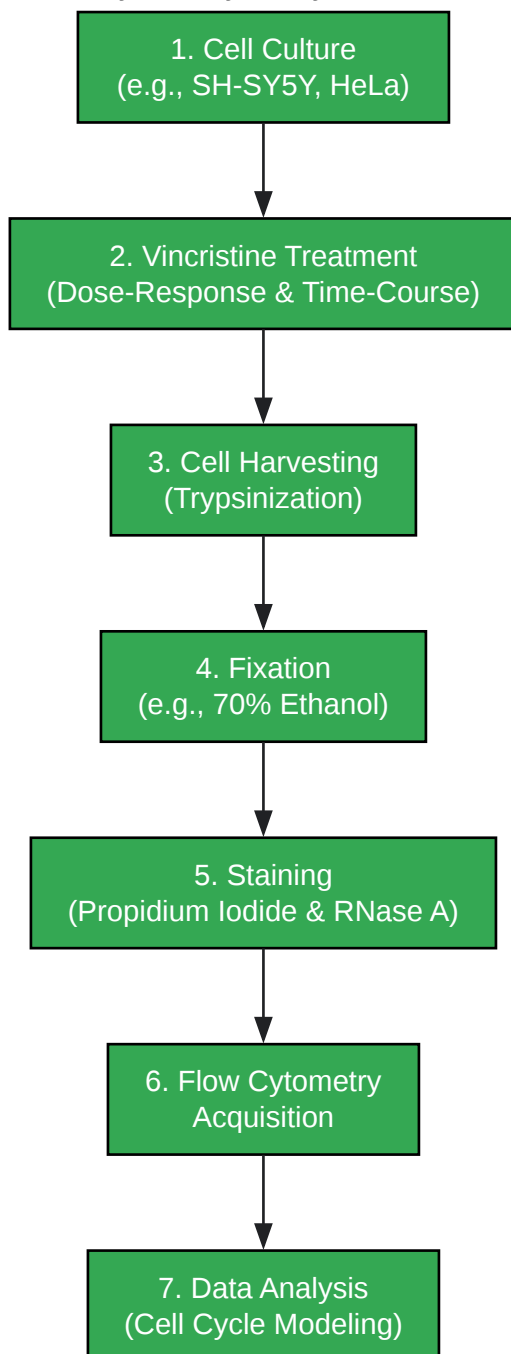 1. Cell Culture
(e.g., SH-SY5Y, HeLa)
2. Vincristine Treatment
(Dose-Response & Time-Course)
3. Cell Harvesting
(Trypsinization)
4. Fixation
(e.g., 70% Ethanol)
5. Staining
(Propidium Iodide & RNase A)
6. Flow Cytometry
Acquisition
7. Data Analysis
(Cell Cycle Modeling)